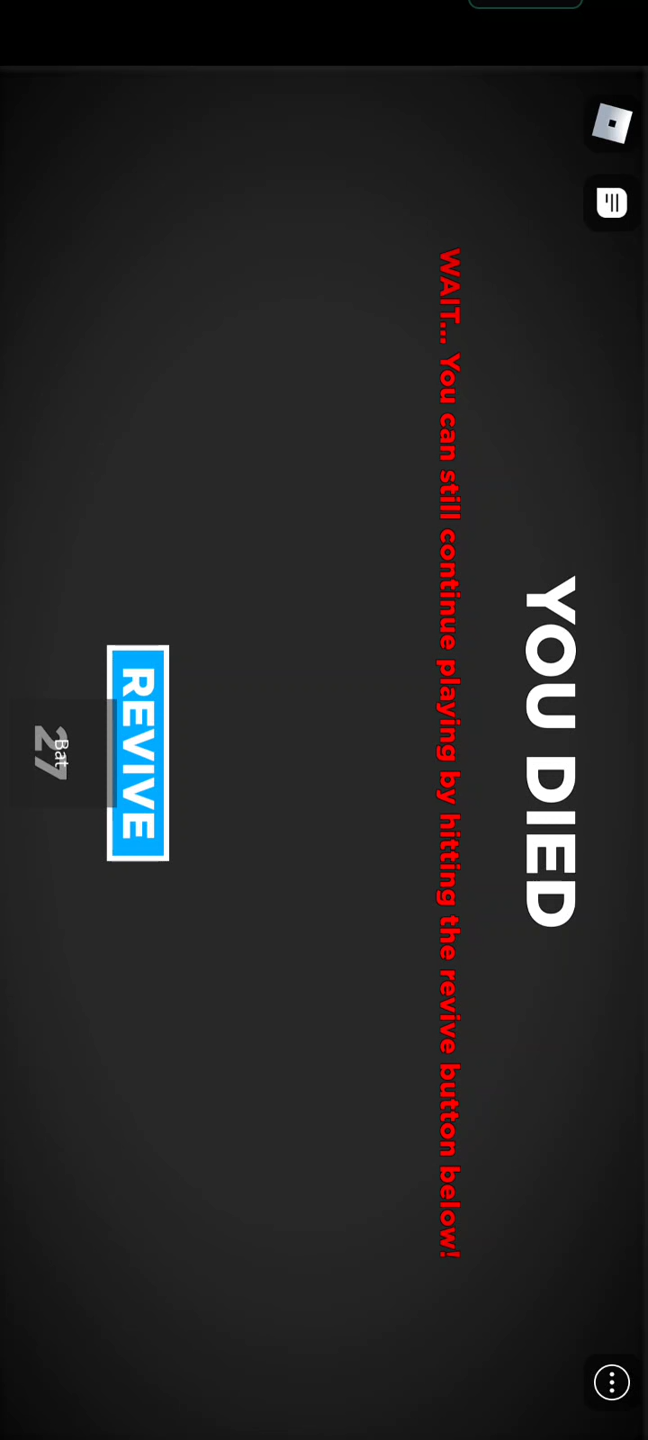 YOU DIED
WAIT... You can still continue playing by hitting the revive button below!
REVIVE
Bat
27